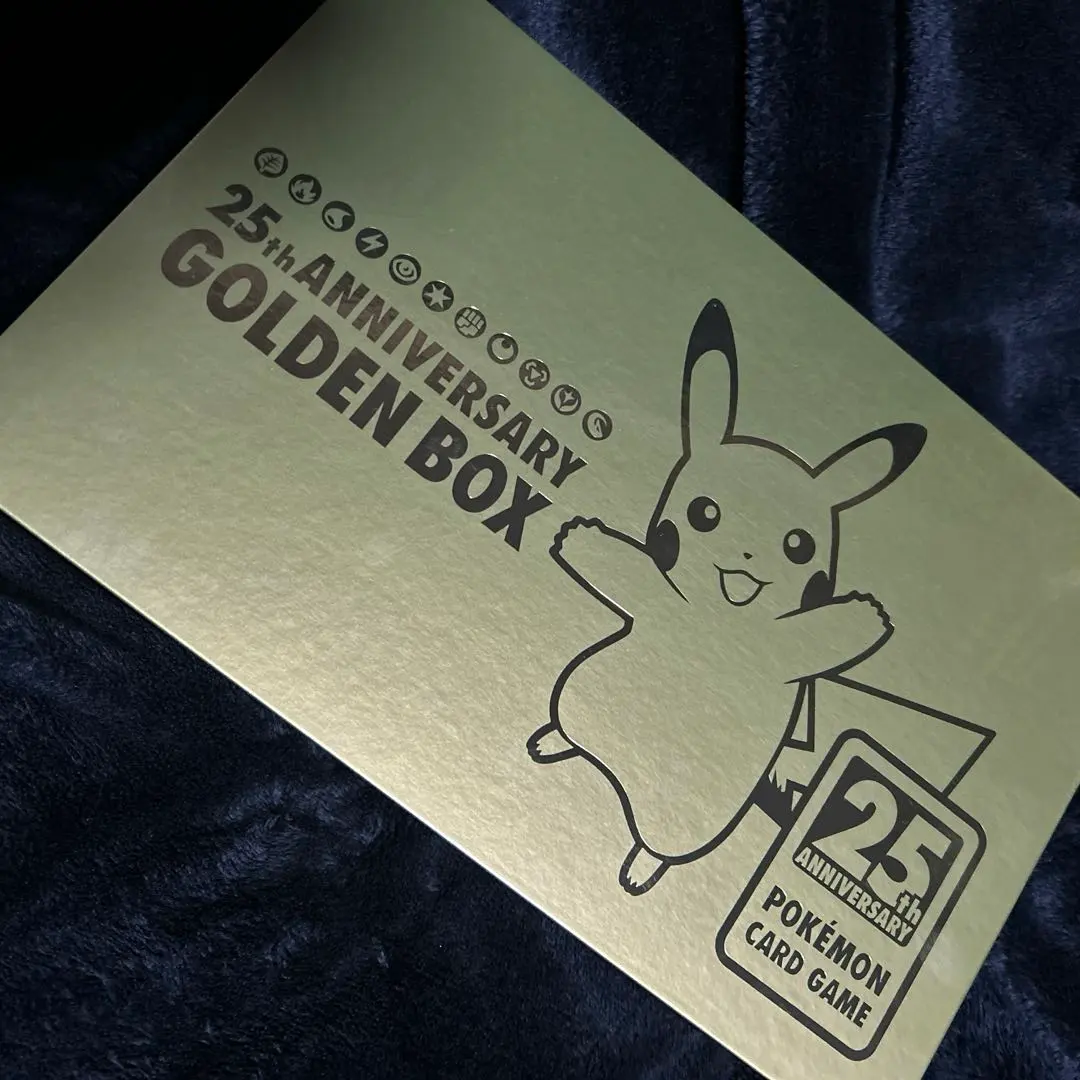 25th ANNIVERSARY
GOLDEN BOX
25th
ANNIVERSARY
POKÉMON
CARD GAME